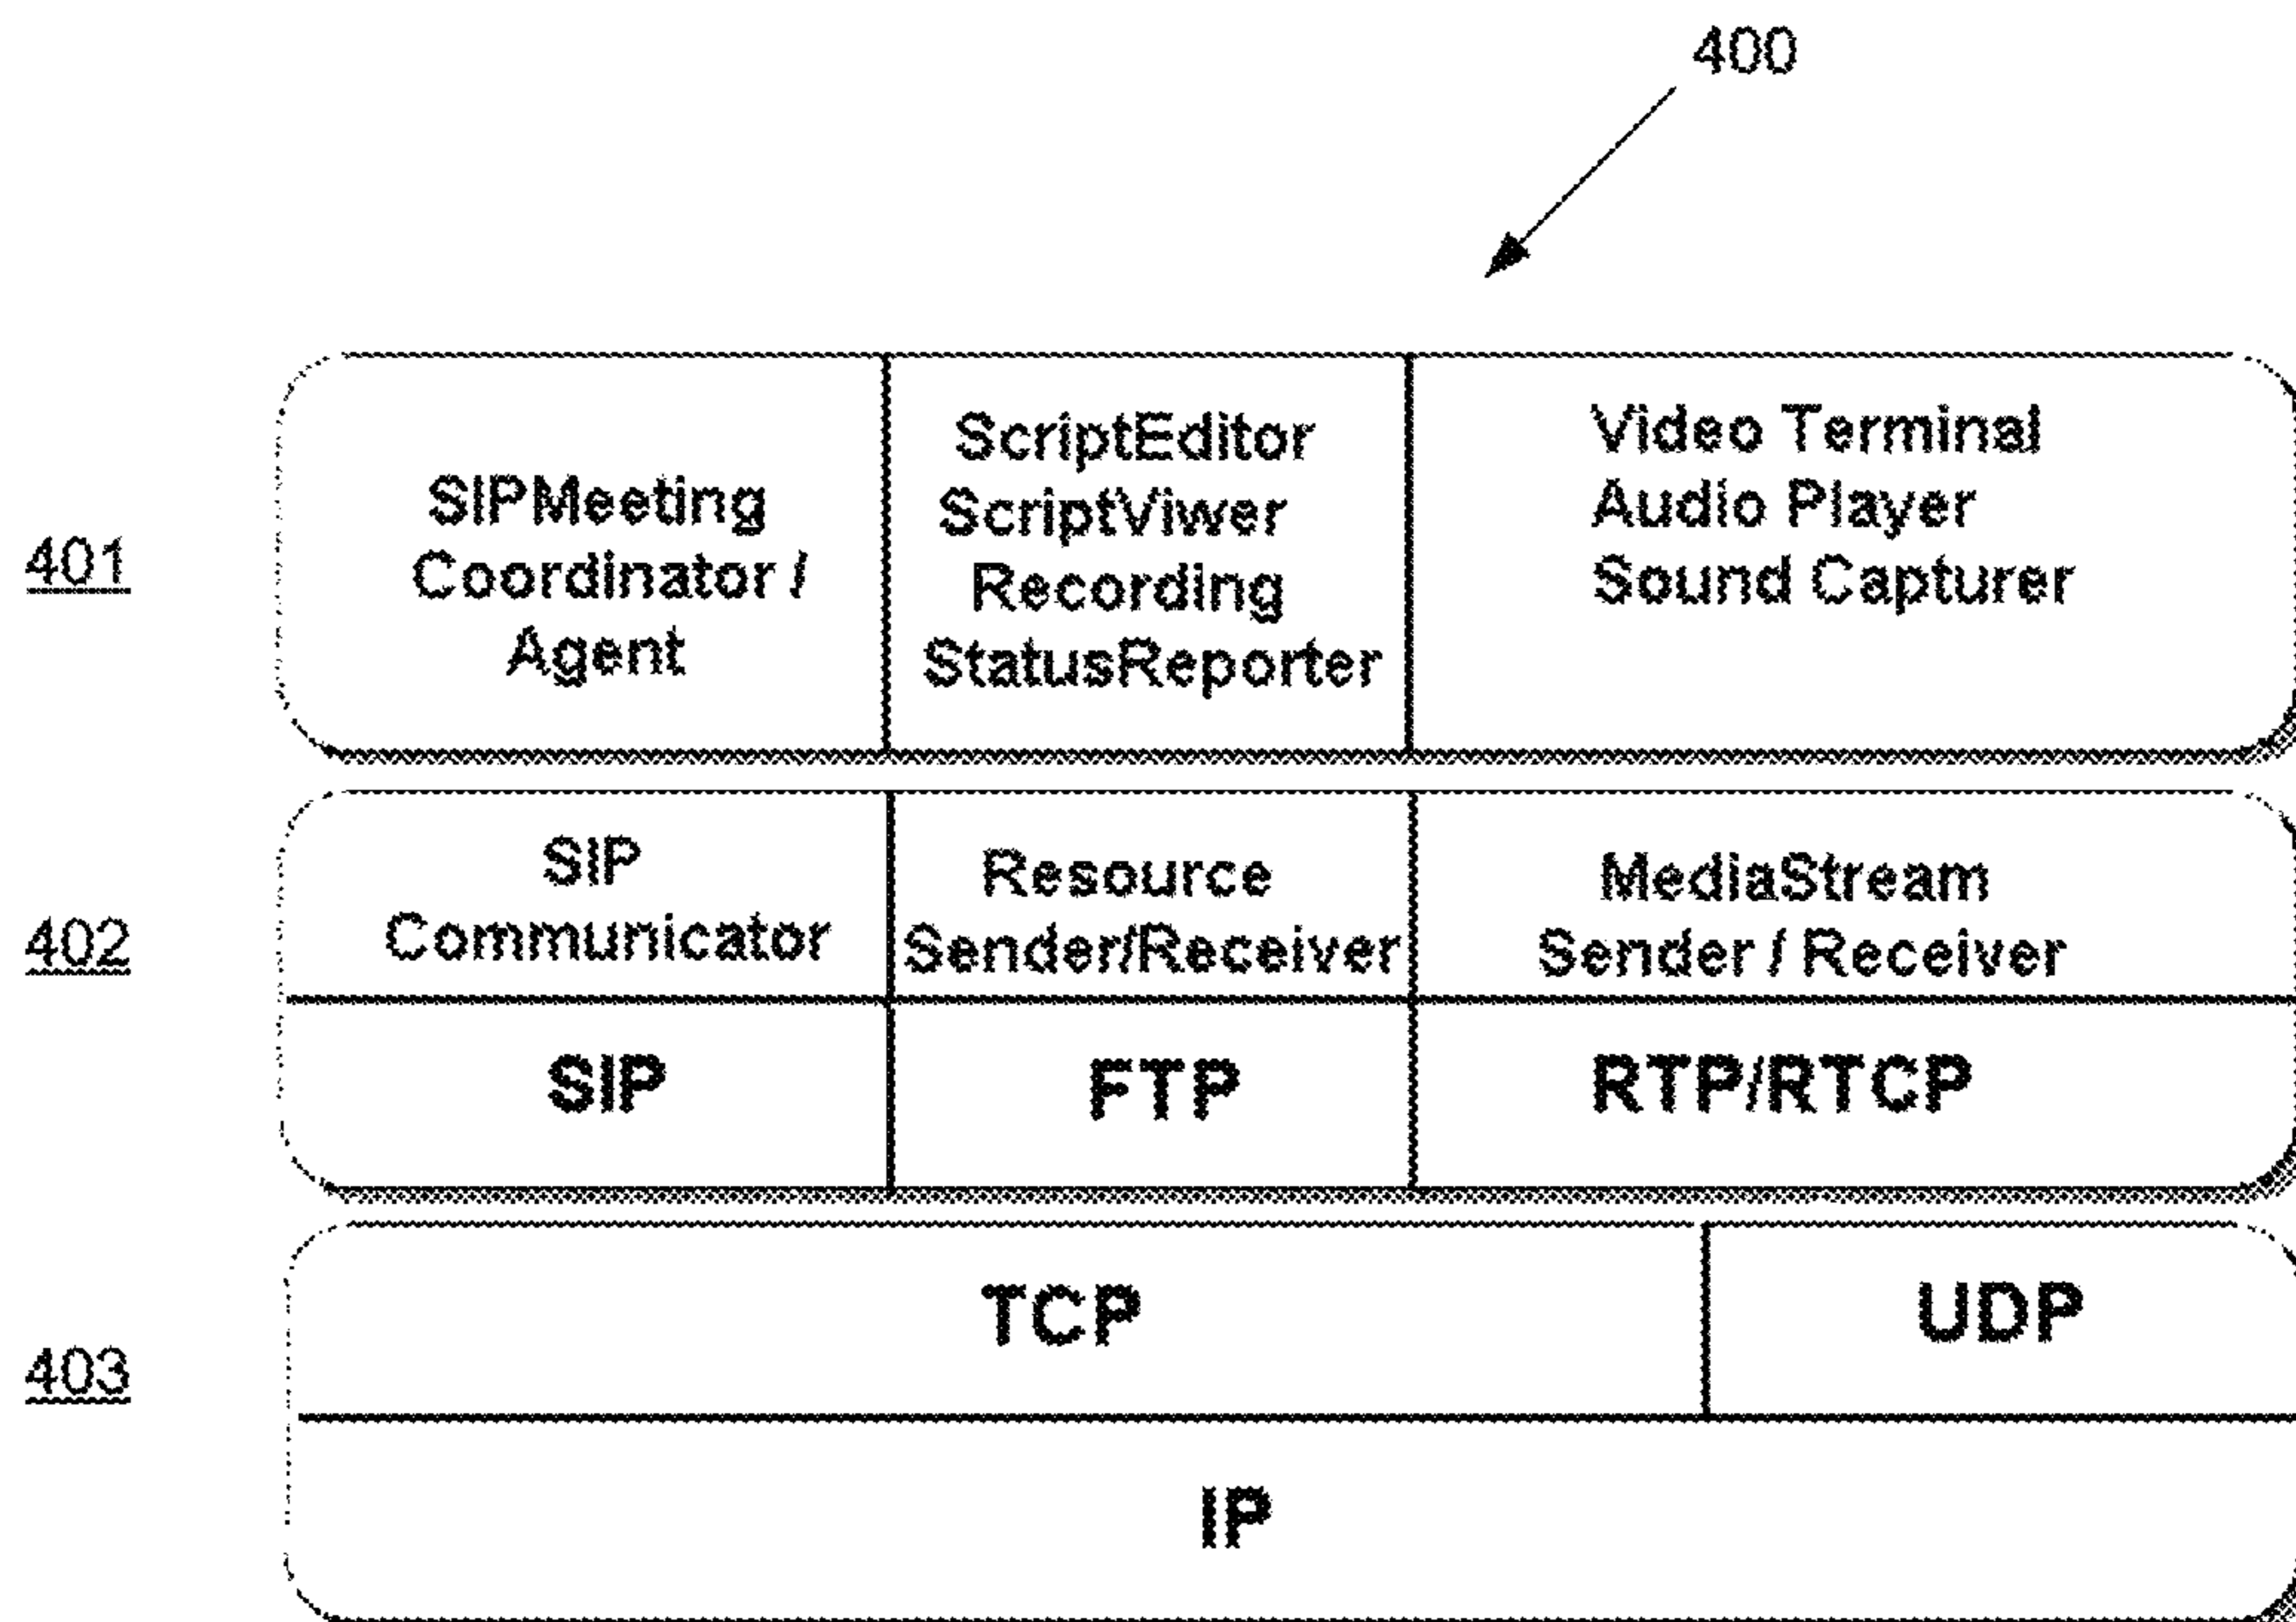 400
401
SIPMeeting
Coordinator /
Agent
ScriptEditor
ScriptViwer
Recording
StatusReporter
Video Terminal
Audio Player
Sound Capturer
402
SIP
Communicator
Resource
Sender/Receiver
MediaStream
Sender / Receiver
SIP
FTP
RTP/RTCP
403
TCP
UDP
IP